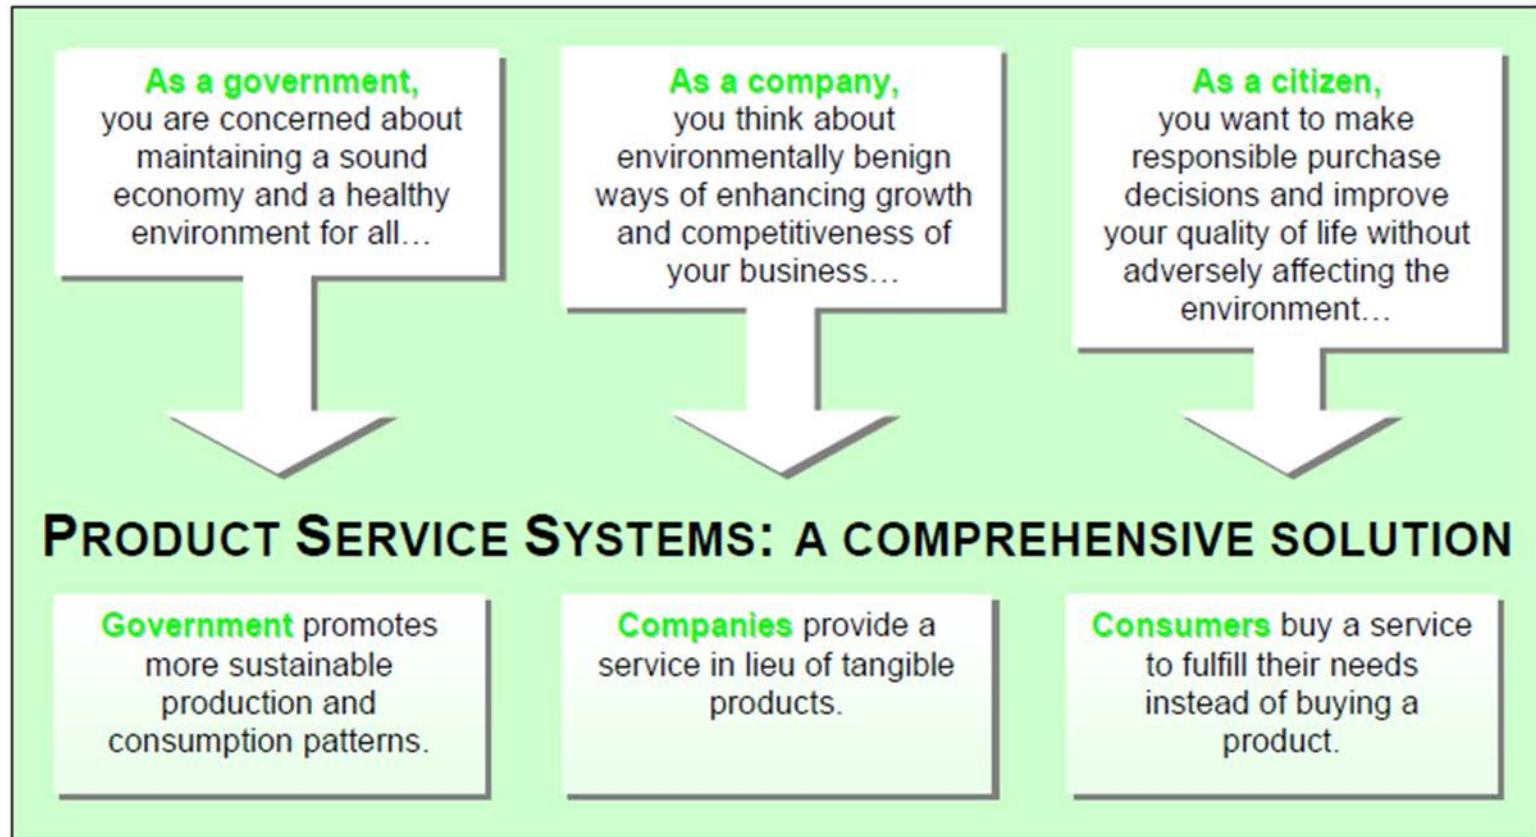 As a government,
you are concerned about
maintaining a sound
economy and a healthy
environment for all…
As a company,
you think about
environmentally benign
ways of enhancing growth
and competitiveness of
your business…
As a citizen,
you want to make
responsible purchase
decisions and improve
your quality of life without
adversely affecting the
environment…
PRODUCT SERVICE SYSTEMS: A COMPREHENSIVE SOLUTION
Government promotes
more sustainable
production and
consumption patterns.
Companies provide a
service in lieu of tangible
products.
Consumers buy a service
to fulfill their needs
instead of buying a
product.